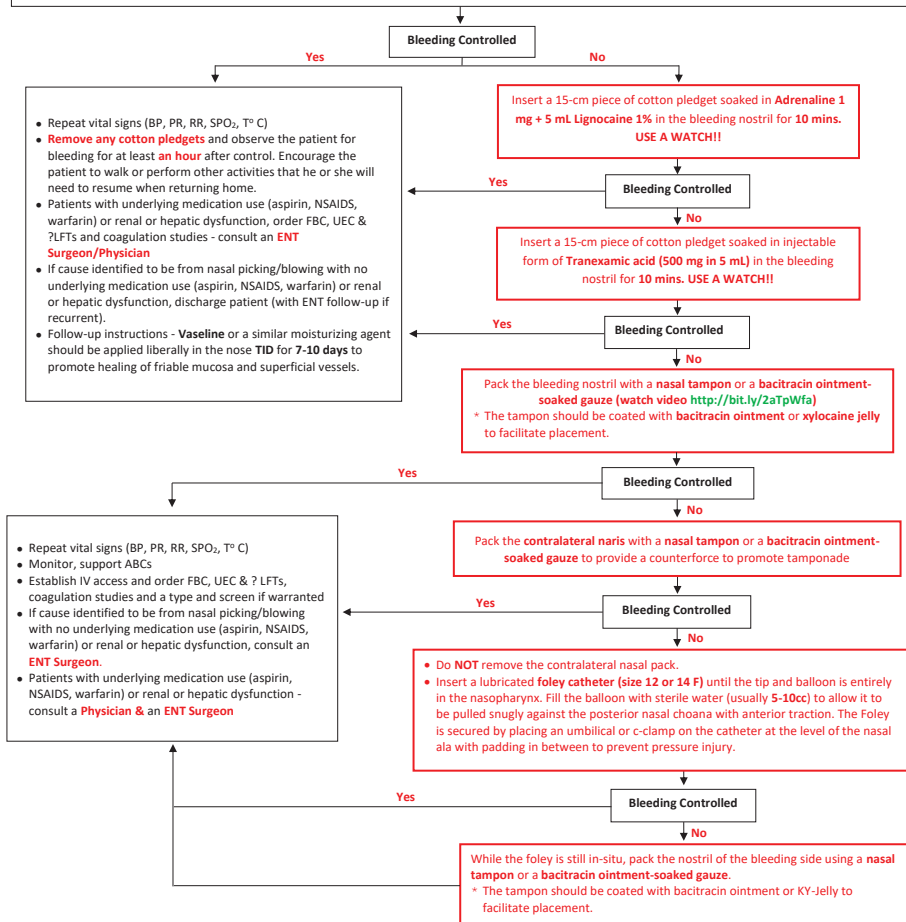 Bleeding Controlled
Yes
No
Insert a 15-cm piece of cotton pledget soaked in Adrenaline 1
mg + 5 mL Lignocaine 1% in the bleeding nostril for 10 mins.
USE A WATCH!!
• Repeat vital signs (BP, PR, RR, SPO₂, T° C)
• Remove any cotton pledgets and observe the patient for
bleeding for at least an hour after control. Encourage the
patient to walk or perform other activities that he or she will
need to resume when returning home.
• Patients with underlying medication use (aspirin, NSAIDS,
warfarin) or renal or hepatic dysfunction, order FBC, UEC &
?LFTs and coagulation studies - consult an ENT
Surgeon/Physician
• If cause identified to be from nasal picking/blowing with no
underlying medication use (aspirin, NSAIDS, warfarin) or renal
or hepatic dysfunction, discharge patient (with ENT follow-up if
recurrent).
• Follow-up instructions - Vaseline or a similar moisturizing agent
should be applied liberally in the nose TID for 7-10 days to
promote healing of friable mucosa and superficial vessels.
Yes
Bleeding Controlled
No
Insert a 15-cm piece of cotton pledget soaked in injectable
form of Tranexamic acid (500 mg in 5 mL) in the bleeding
nostril for 10 mins. USE A WATCH!!
Yes
Bleeding Controlled
No
Pack the bleeding nostril with a nasal tampon or a bacitracin ointment-
soaked gauze (watch video http://bit.ly/2aTpWfa)
* The tampon should be coated with bacitracin ointment or xylocaine jelly
to facilitate placement.
Yes
Bleeding Controlled
No
Pack the contralateral naris with a nasal tampon or a bacitracin ointment-
soaked gauze to provide a counterforce to promote tamponade
• Repeat vital signs (BP, PR, RR, SPO₂, T° C)
• Monitor, support ABCs
• Establish IV access and order FBC, UEC & ? LFTs,
coagulation studies and a type and screen if warranted
• If cause identified to be from nasal picking/blowing
with no underlying medication use (aspirin, NSAIDS,
warfarin) or renal or hepatic dysfunction, consult an
ENT Surgeon.
• Patients with underlying medication use (aspirin,
NSAIDS, warfarin) or renal or hepatic dysfunction -
consult a Physician & an ENT Surgeon
Yes
Bleeding Controlled
No
• Do NOT remove the contralateral nasal pack.
• Insert a lubricated foley catheter (size 12 or 14 F) until the tip and balloon is entirely
in the nasopharynx. Fill the balloon with sterile water (usually 5-10cc) to allow it to
be pulled snugly against the posterior nasal choana with anterior traction. The Foley
is secured by placing an umbilical or c-clamp on the catheter at the level of the nasal
ala with padding in between to prevent pressure injury.
Yes
Bleeding Controlled
No
While the foley is still in-situ, pack the nostril of the bleeding side using a nasal
tampon or a bacitracin ointment-soaked gauze.
* The tampon should be coated with bacitracin ointment or KY-Jelly to
facilitate placement.